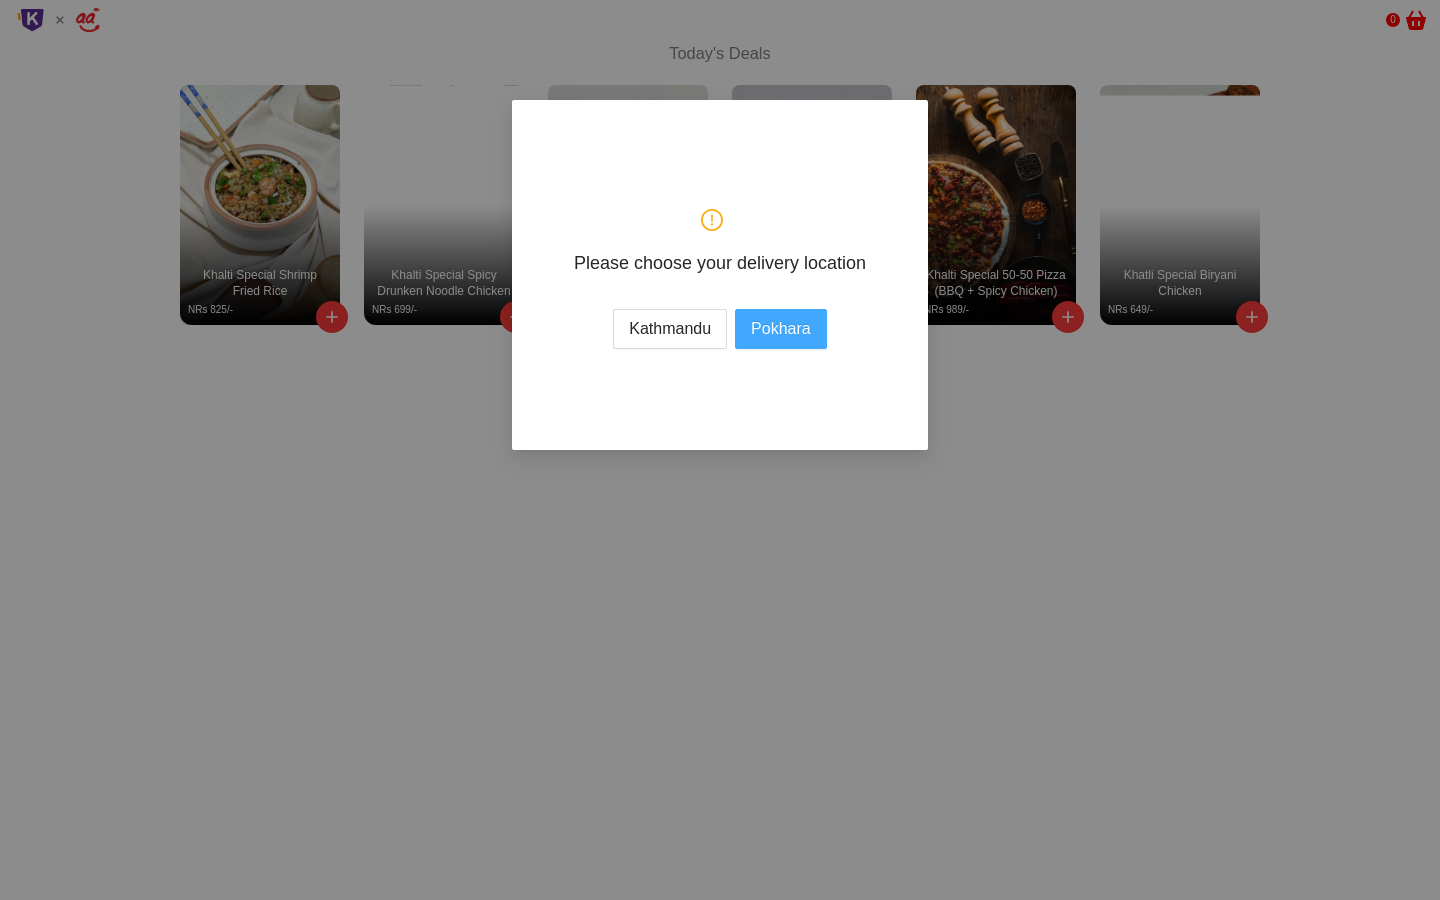 K × aa
0
Today's Deals
Khalti Special Shrimp
Fried Rice
NRs 825/-
Khalti Special Spicy
Drunken Noodle Chicken
NRs 699/-
Khalti Special 50-50 Pizza
(BBQ + Spicy Chicken)
NRs 989/-
Khatli Special Biryani
Chicken
NRs 649/-
Please choose your delivery location
Kathmandu
Pokhara